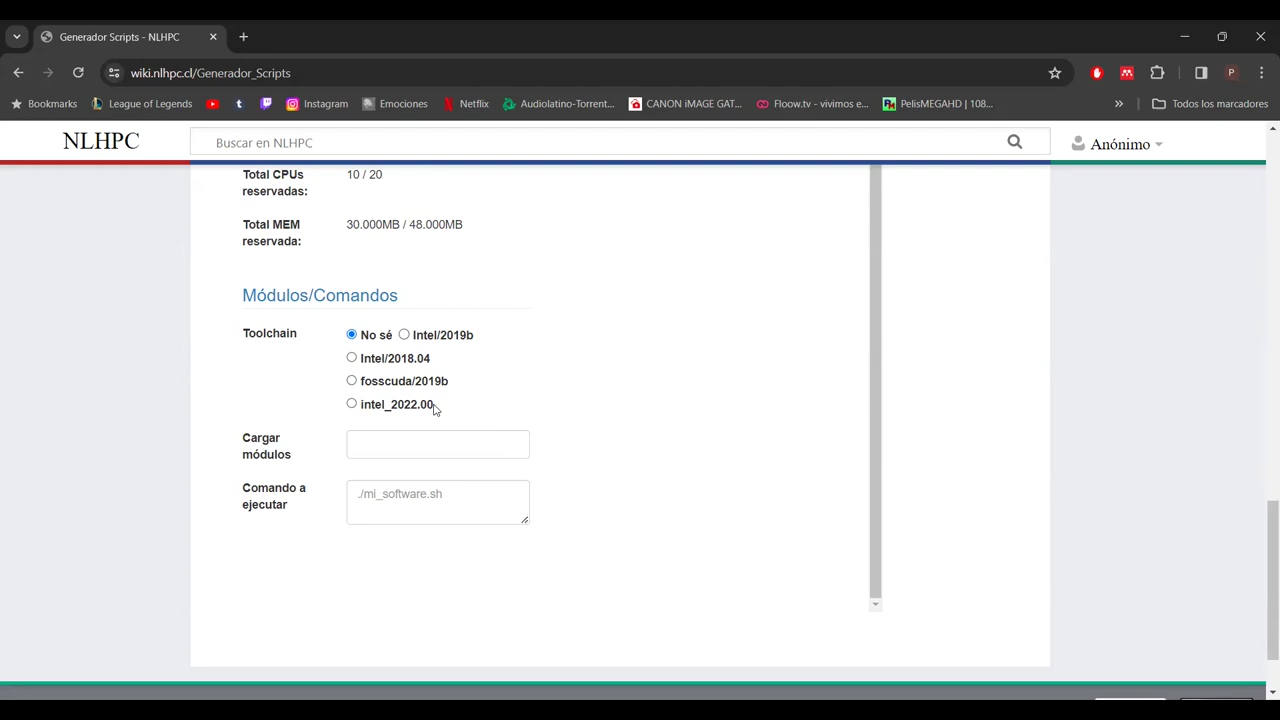 Generador Scripts - NLHPC
wiki.nlhpc.cl/Generador_Scripts
P
Bookmarks League of Legends Instagram Emociones Netflix Audiolatino-Torrent... CANON iMAGE GAT... Floow.tv - vivimos e... PelisMEGAHD | 108... » Todos los marcadores
NLHPC Buscar en NLHPC Anónimo
Total CPUs 10 / 20
reservadas:
Total MEM 30.000MB / 48.000MB
reservada:
Módulos/Comandos
Toolchain No sé Intel/2019b
Intel/2018.04
fosscuda/2019b
intel_2022.00
Cargar
módulos
Comando a ./mi_software.sh
ejecutar